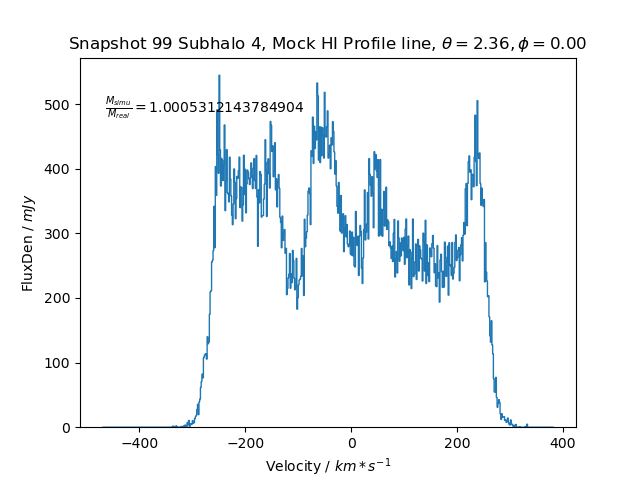 Snapshot 99 Subhalo 4, Mock HI Profile line, θ = 2.36, ϕ = 0.00
M_simu/M_real = 1.0005312143784904
FluxDen / mJy
500
400
300
200
100
0
−400 −200 0 200 400
Velocity / km * s^−1